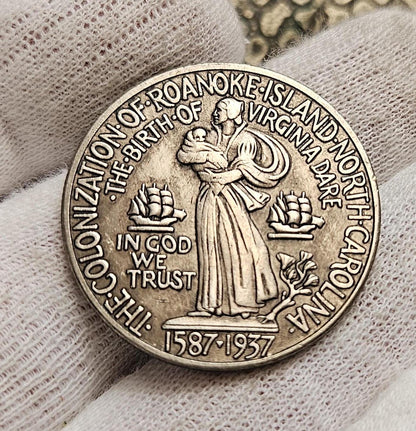 THE·COLONIZATION·OF·ROANOKE·ISLAND·NORTH·CAROLINA·
·THE·BIRTH·OF·VIRGINIA DARE
IN GOD
WE
TRUST
1587·1937